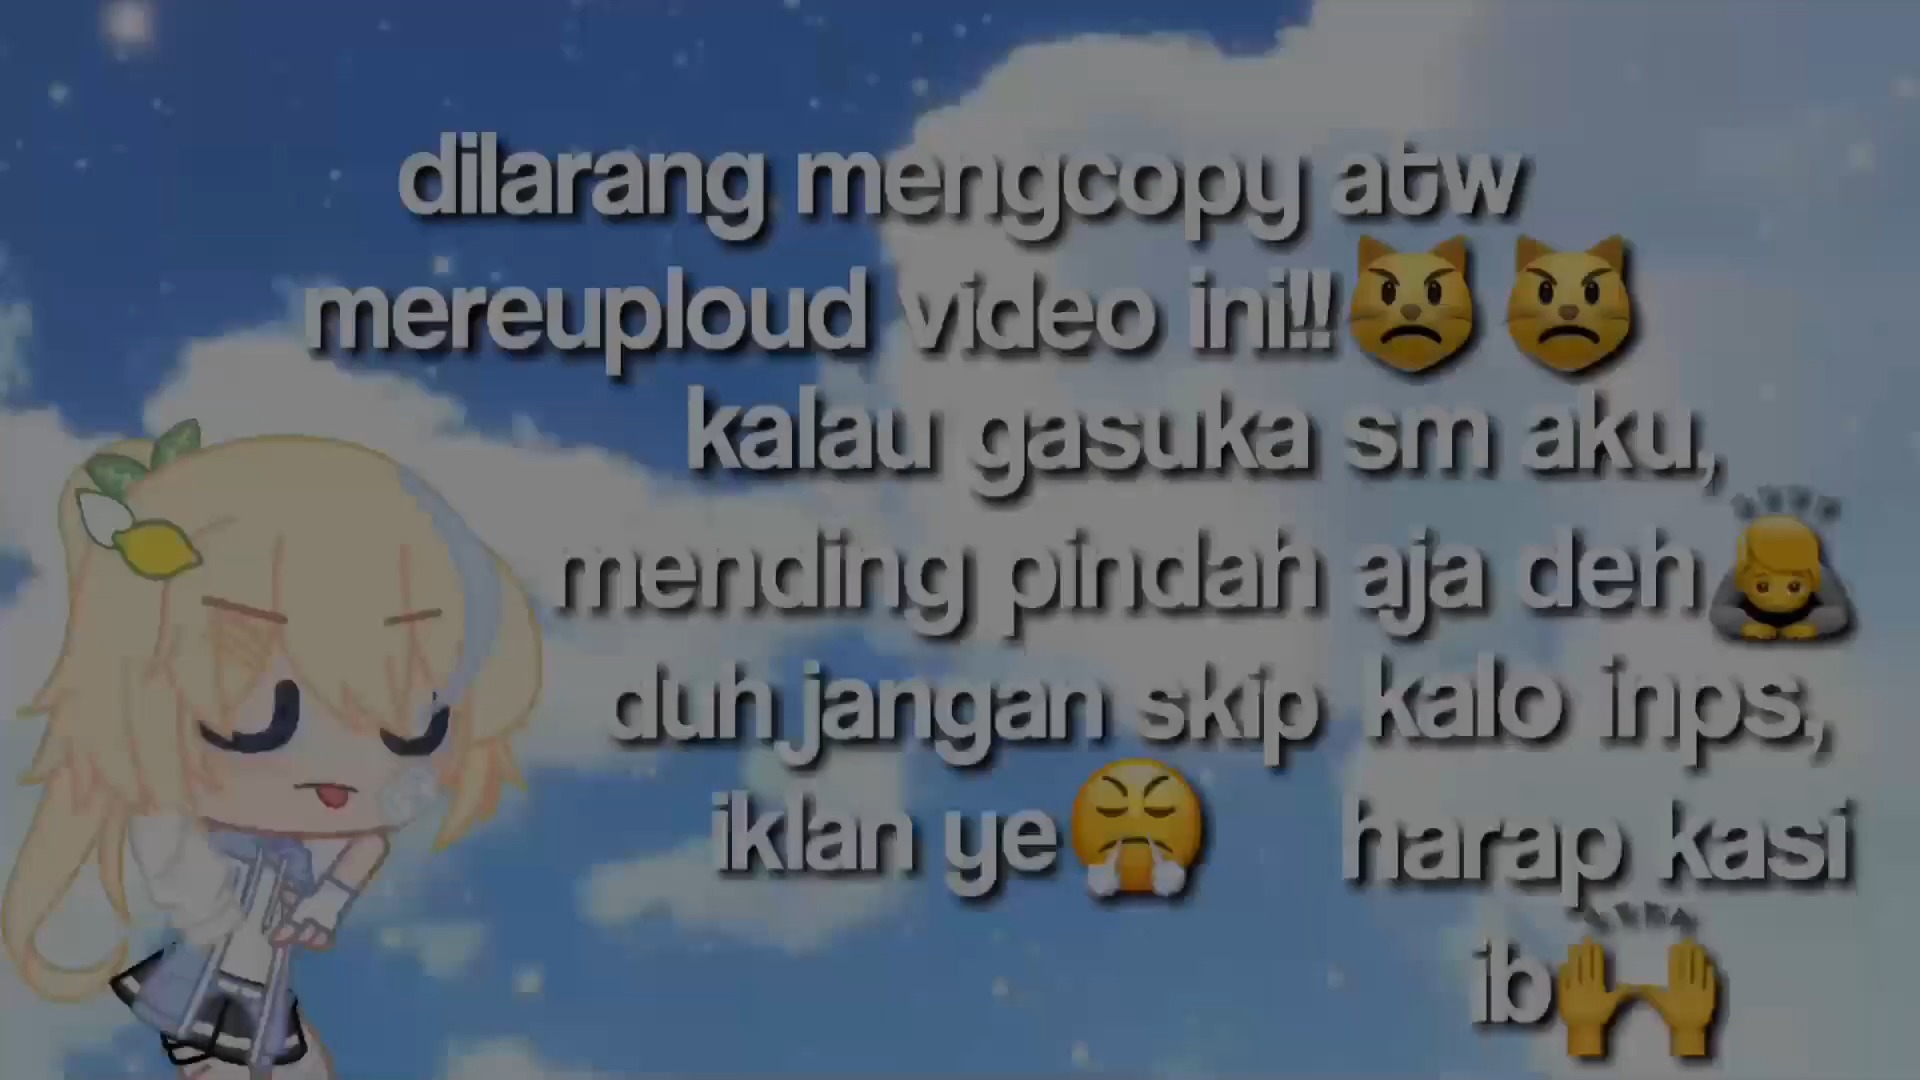 dilarang mengcopy atw
mereuploud video ini!!😾 😾
kalau gasuka sm aku,
mending pindah aja deh🙇
duh jangan skip
iklan ye😤
kalo inps,
harap kasi
ib🙌